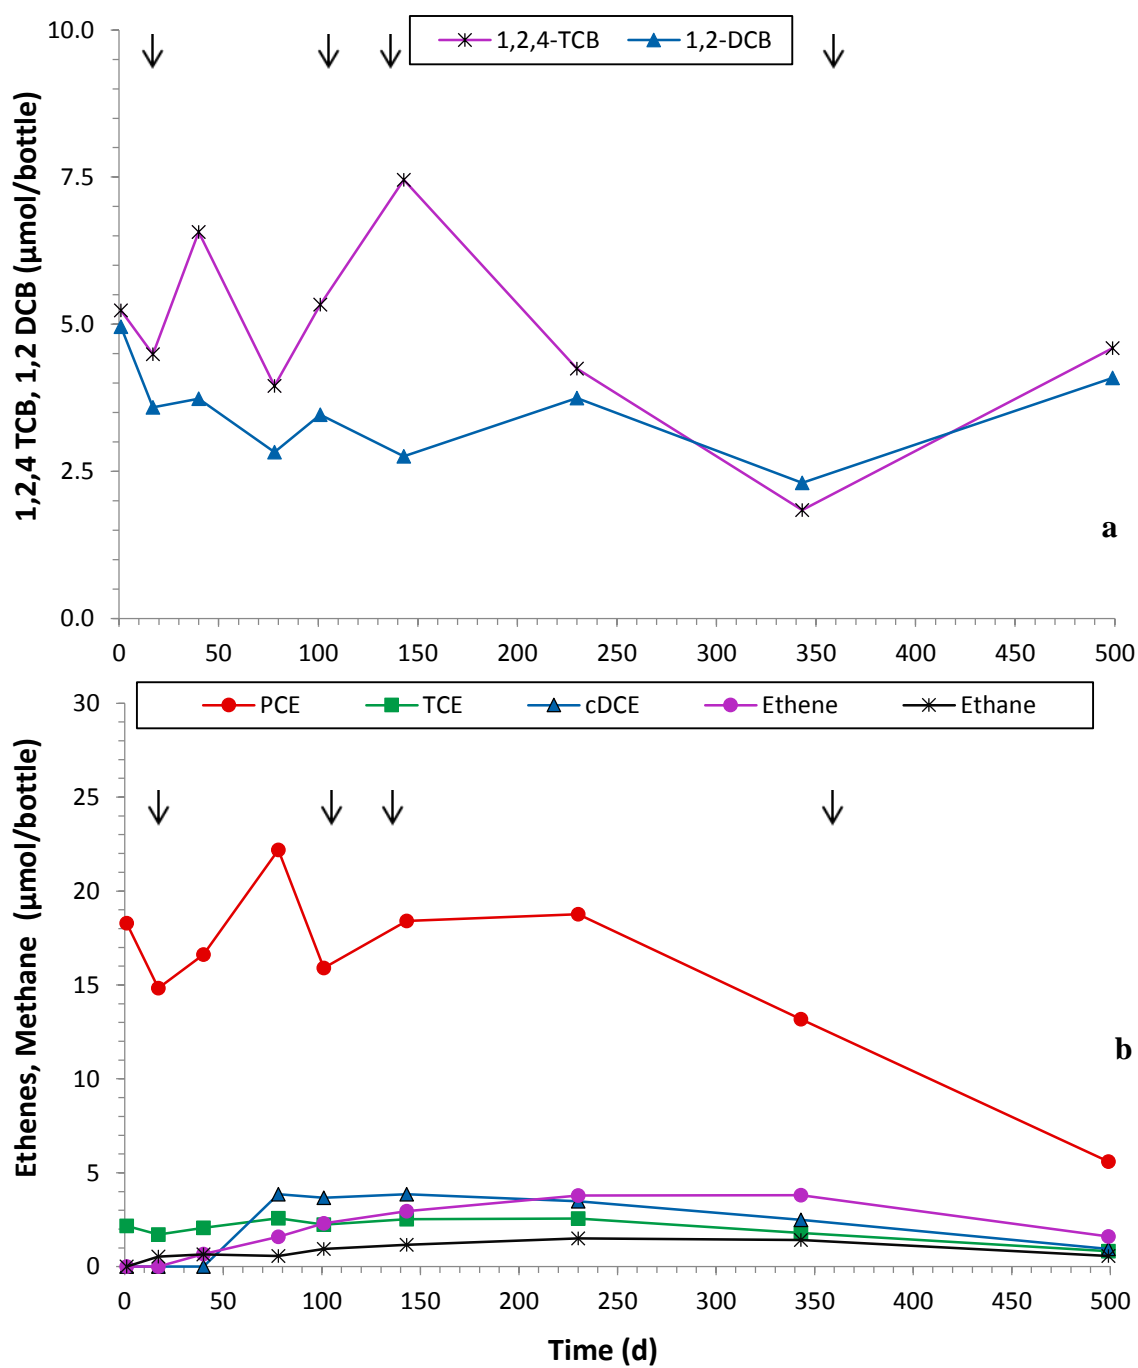 10.0
7.5
5.0
2.5
0.0
1,2,4 TCB, 1,2 DCB (µmol/bottle)
1,2,4-TCB 1,2-DCB
a
0 50 100 150 200 250 300 350 400 450 500
30
25
20
15
10
5
0
Ethenes, Methane (µmol/bottle)
PCE TCE cDCE Ethene Ethane
b
0 50 100 150 200 250 300 350 400 450 500
Time (d)